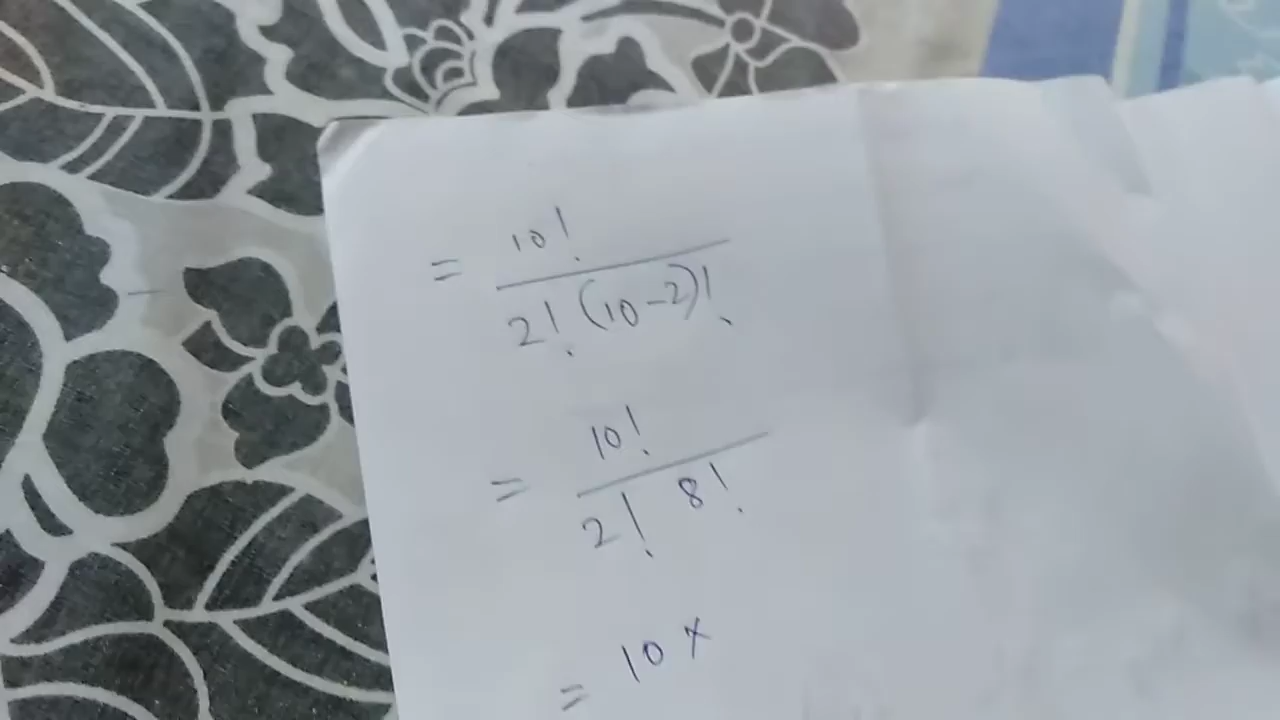 = 10!
2! (10-2)!
= 10!
2! 8!
= 10 ×